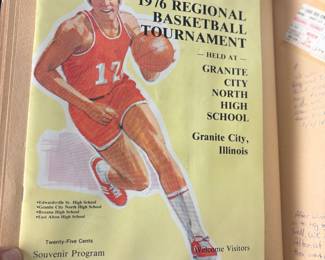 1976 REGIONAL
BASKETBALL
TOURNAMENT
— HELD AT —
GRANITE
CITY
NORTH
HIGH
SCHOOL
Granite City,
Illinois
12
•Edwardsville Sr. High School
•Granite City North High School
•Roxana High School
•East Alton High School
Twenty-Five Cents
Souvenir Program
Welcome Visitors